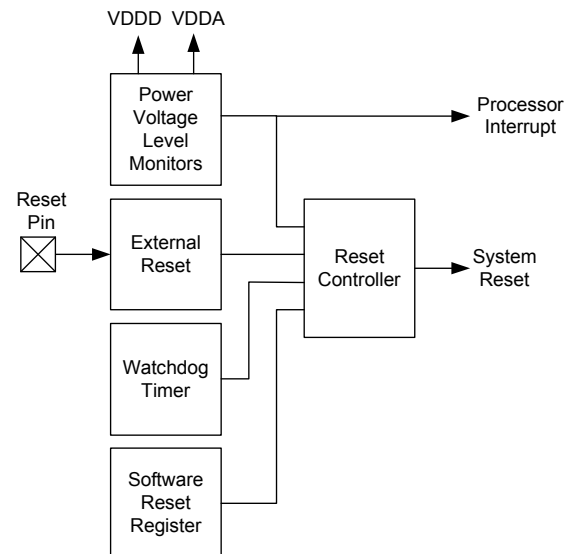 VDDD VDDA
Power
Voltage
Level
Monitors
Processor
Interrupt
Reset
Pin
External
Reset
Reset
Controller
System
Reset
Watchdog
Timer
Software
Reset
Register